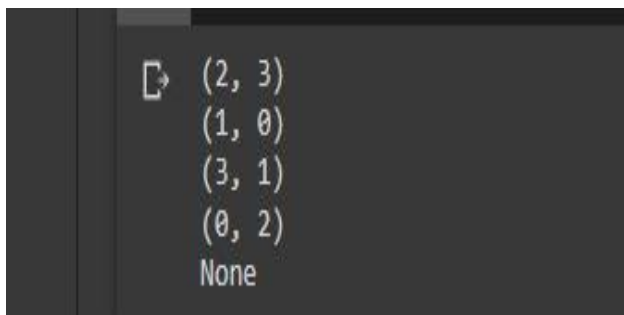 (2, 3)
(1, 0)
(3, 1)
(0, 2)
None